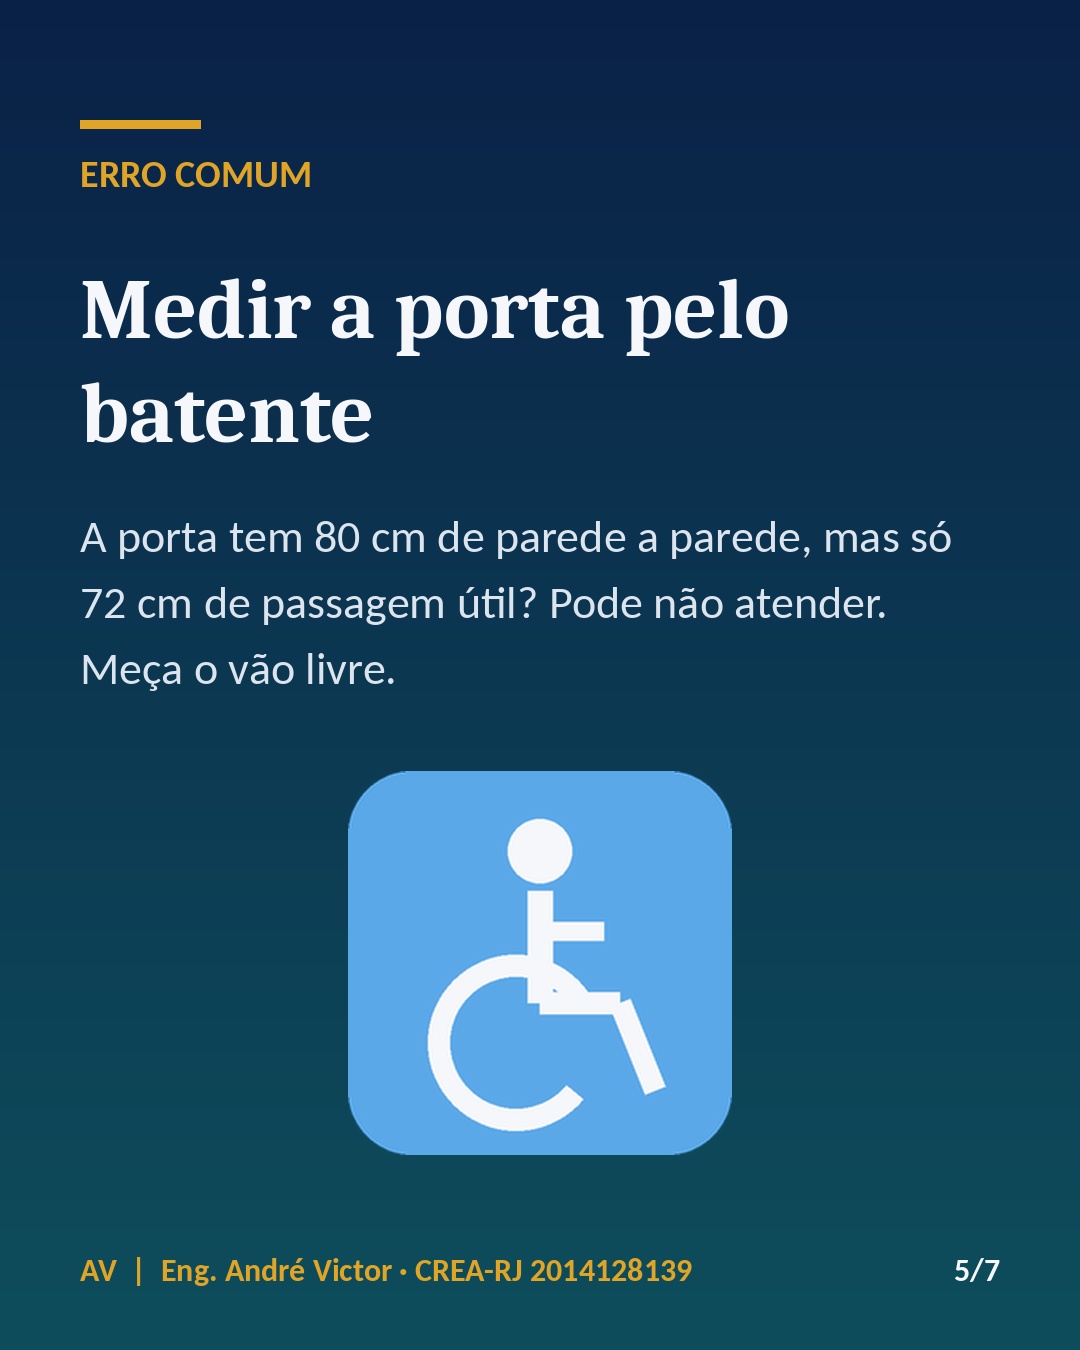 ERRO COMUM
Medir a porta pelo
batente
A porta tem 80 cm de parede a parede, mas só
72 cm de passagem útil? Pode não atender.
Meça o vão livre.
AV | Eng. André Victor · CREA-RJ 2014128139
5/7